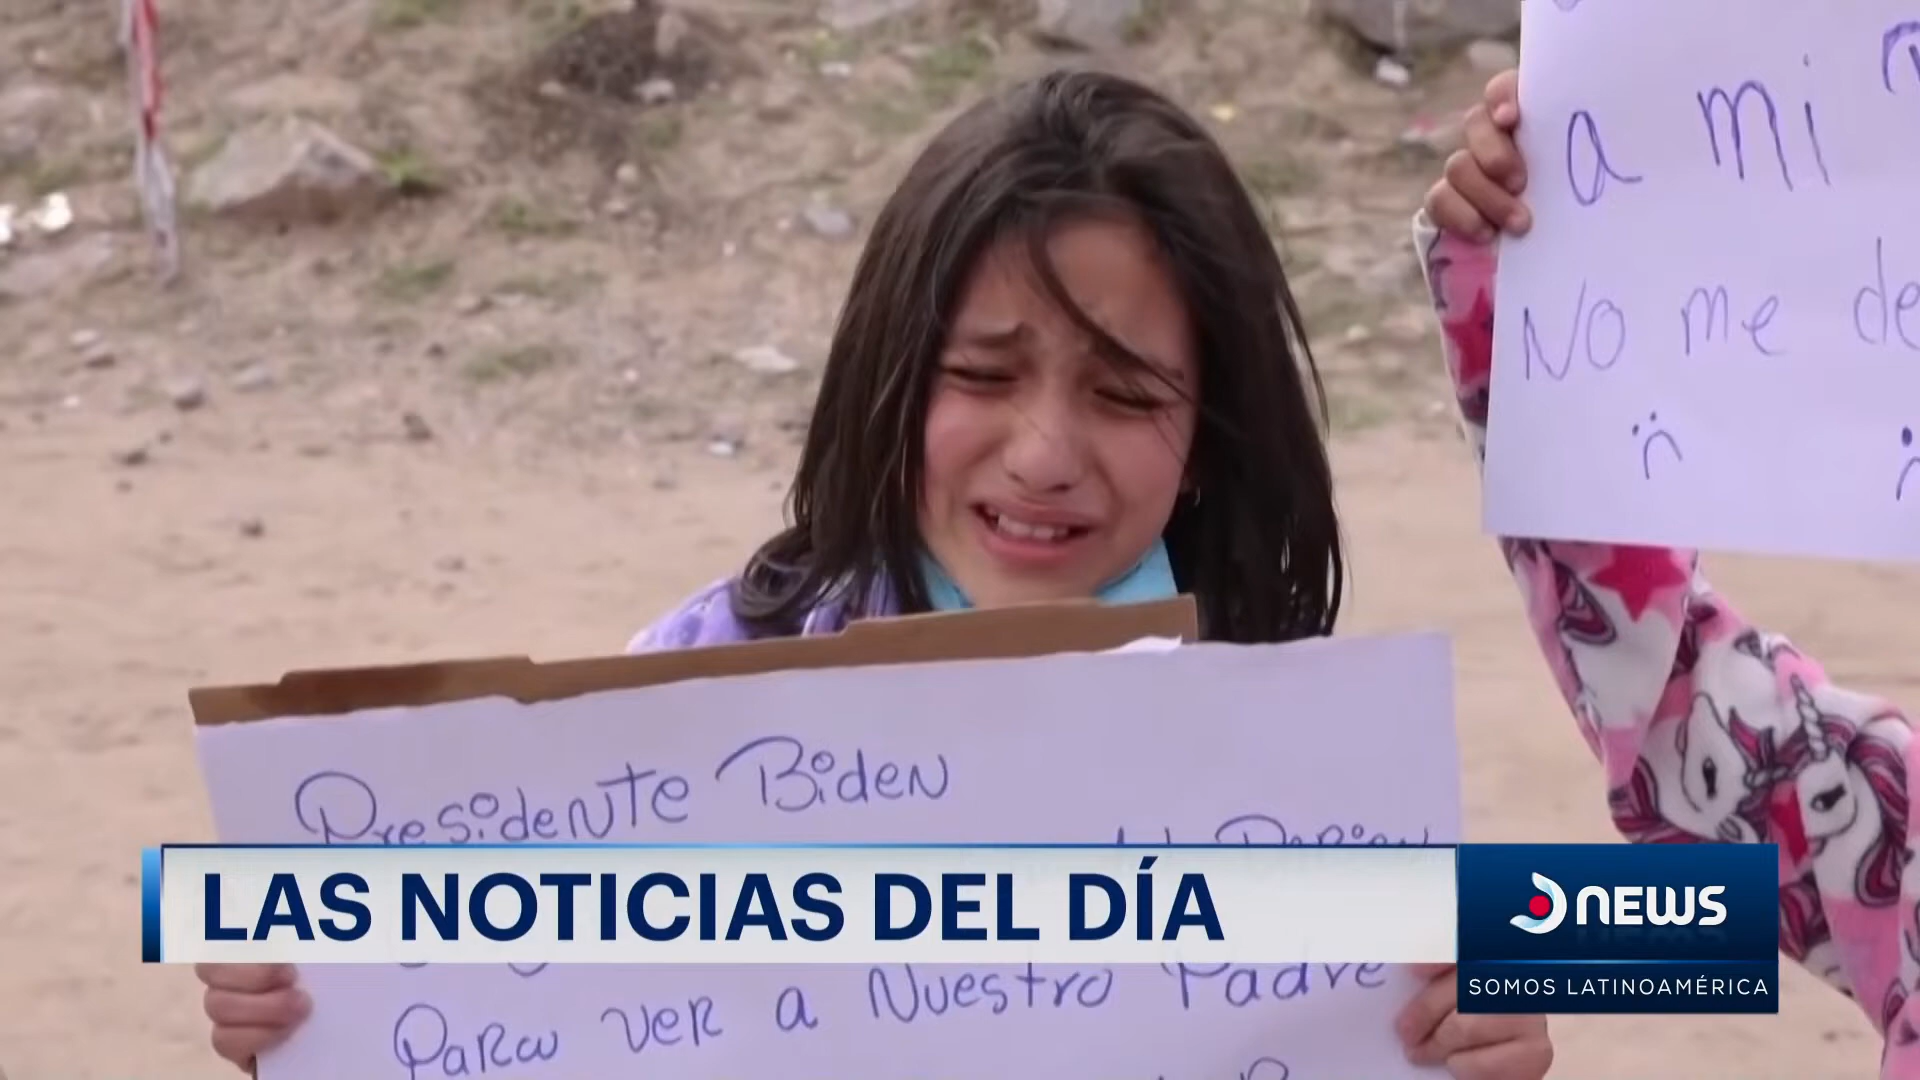 a mi
No me de
Presidente Biden
LAS NOTICIAS DEL DÍA
NEWS
SOMOS LATINOAMÉRICA
Para ver a Nuestro Padre